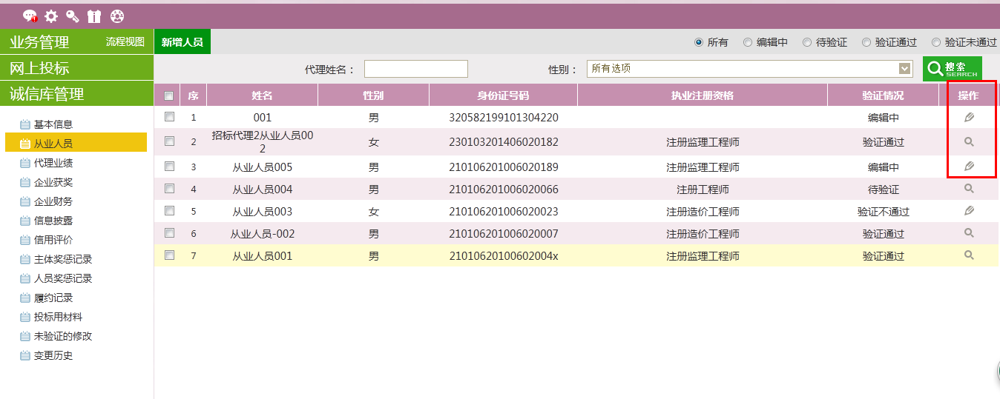 业务管理 流程视图
新增人员
所有 编辑中 待验证 验证通过 验证未通过
网上投标
代理姓名： 性别： 所有选项 搜索 SEARCH
诚信库管理
序 姓名 性别 身份证号码 执业注册资格 验证情况 操作
1 001 男 320582199101304220 编辑中
2 招标代理2从业人员00
2 女 230103201406020182 注册监理工程师 验证通过
3 从业人员005 男 210106201006020189 编辑中
4 从业人员004 男 210106201006020066 注册工程师 待验证
5 从业人员003 女 210106201006020023 注册造价工程师 验证不通过
6 从业人员-002 男 210106201006020007 注册造价工程师 验证通过
7 从业人员001 男 21010620100602004x 注册监理工程师 验证通过
基本信息
从业人员
代理业绩
企业获奖
企业财务
信息披露
信用评价
主体奖惩记录
人员奖惩记录
履约记录
投标用材料
未验证的修改
变更历史